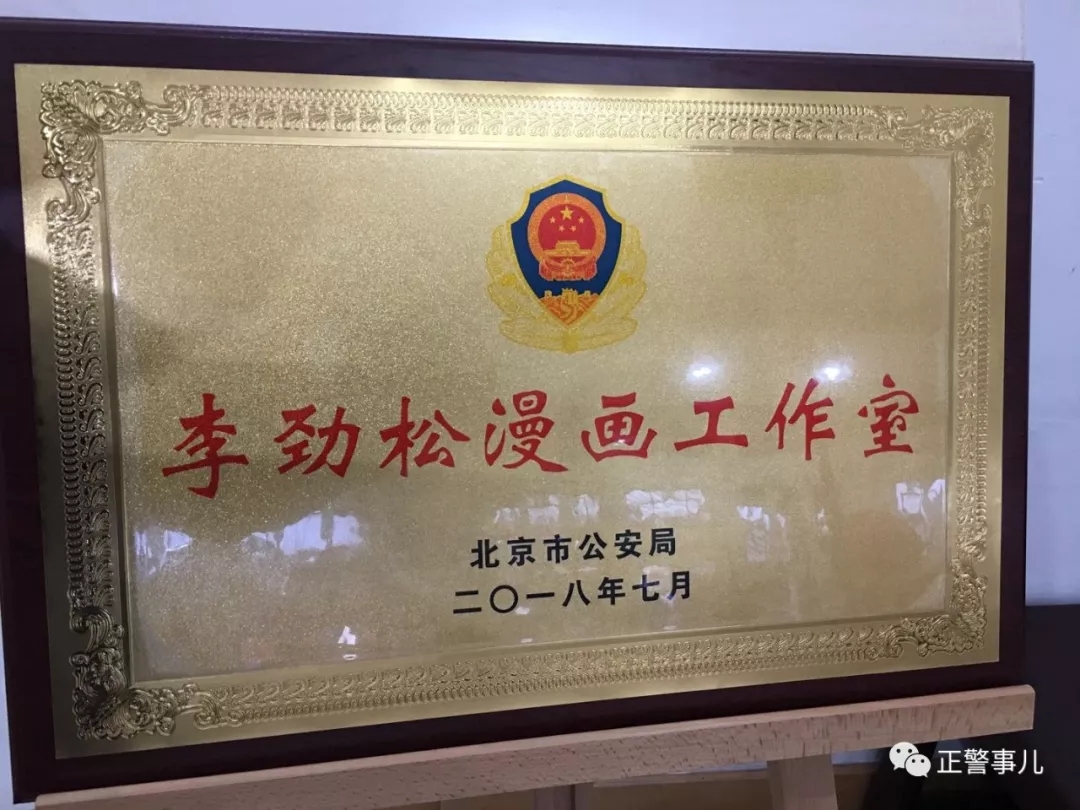 李劲松漫画工作室
北京市公安局
二〇一八年七月
正警事儿